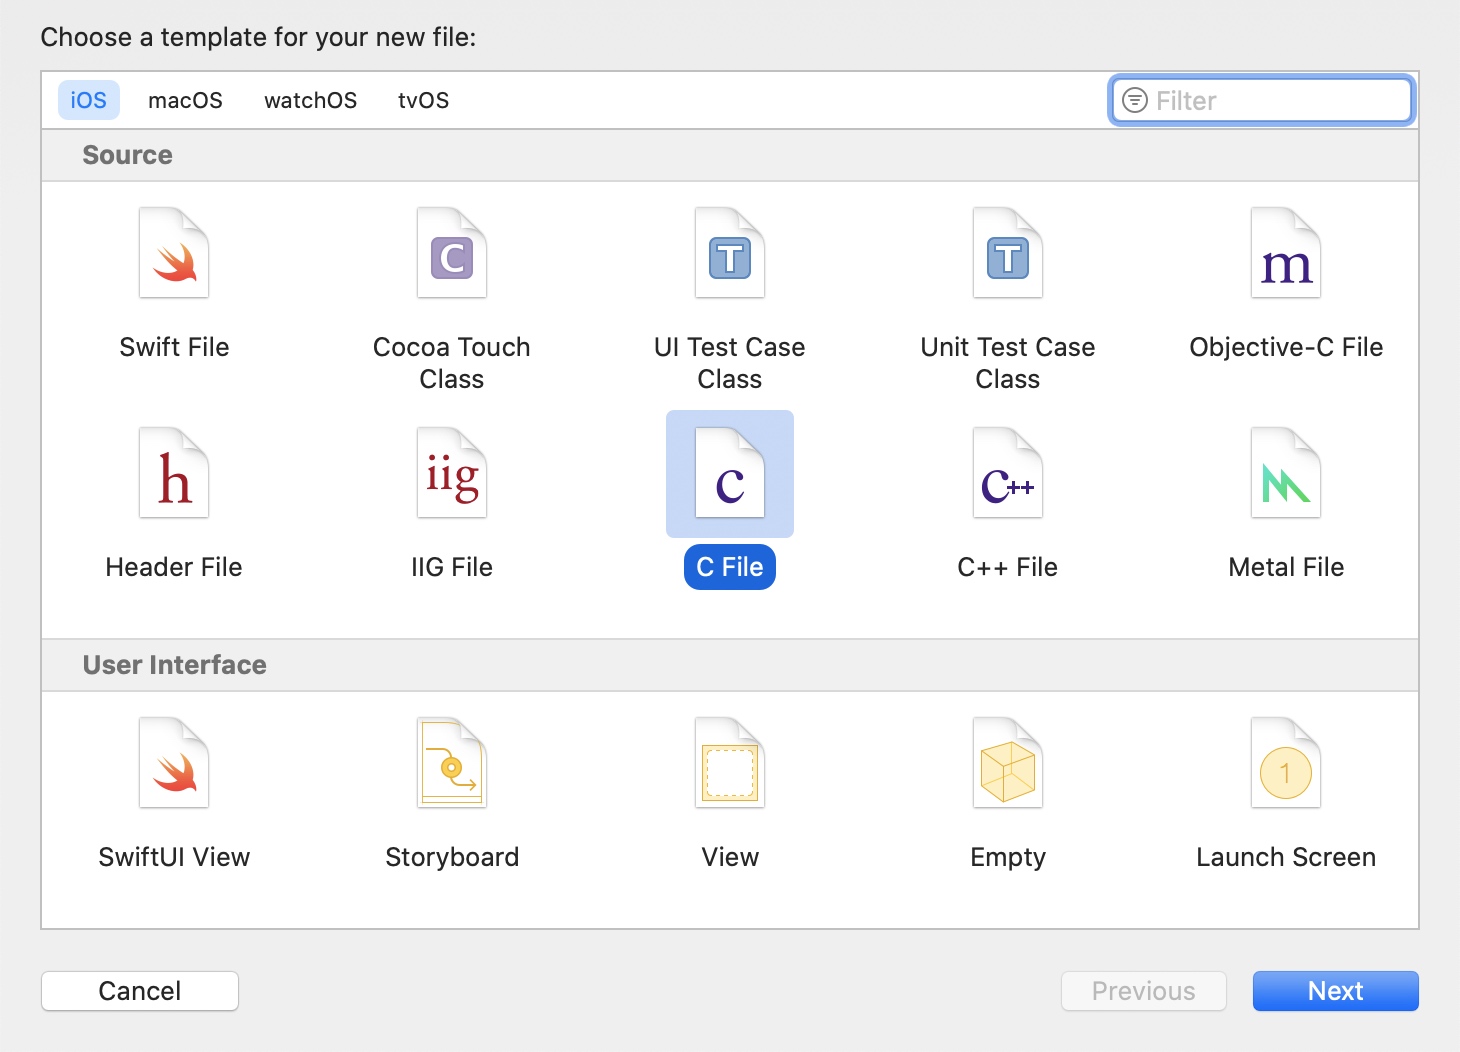 Choose a template for your new file:
iOS macOS watchOS tvOS Filter
Source
C T T m
Swift File Cocoa Touch Class UI Test Case Class Unit Test Case Class Objective-C File
h iig c C++
Header File IIG File C File C++ File Metal File
User Interface
1
SwiftUI View Storyboard View Empty Launch Screen
Cancel Previous Next